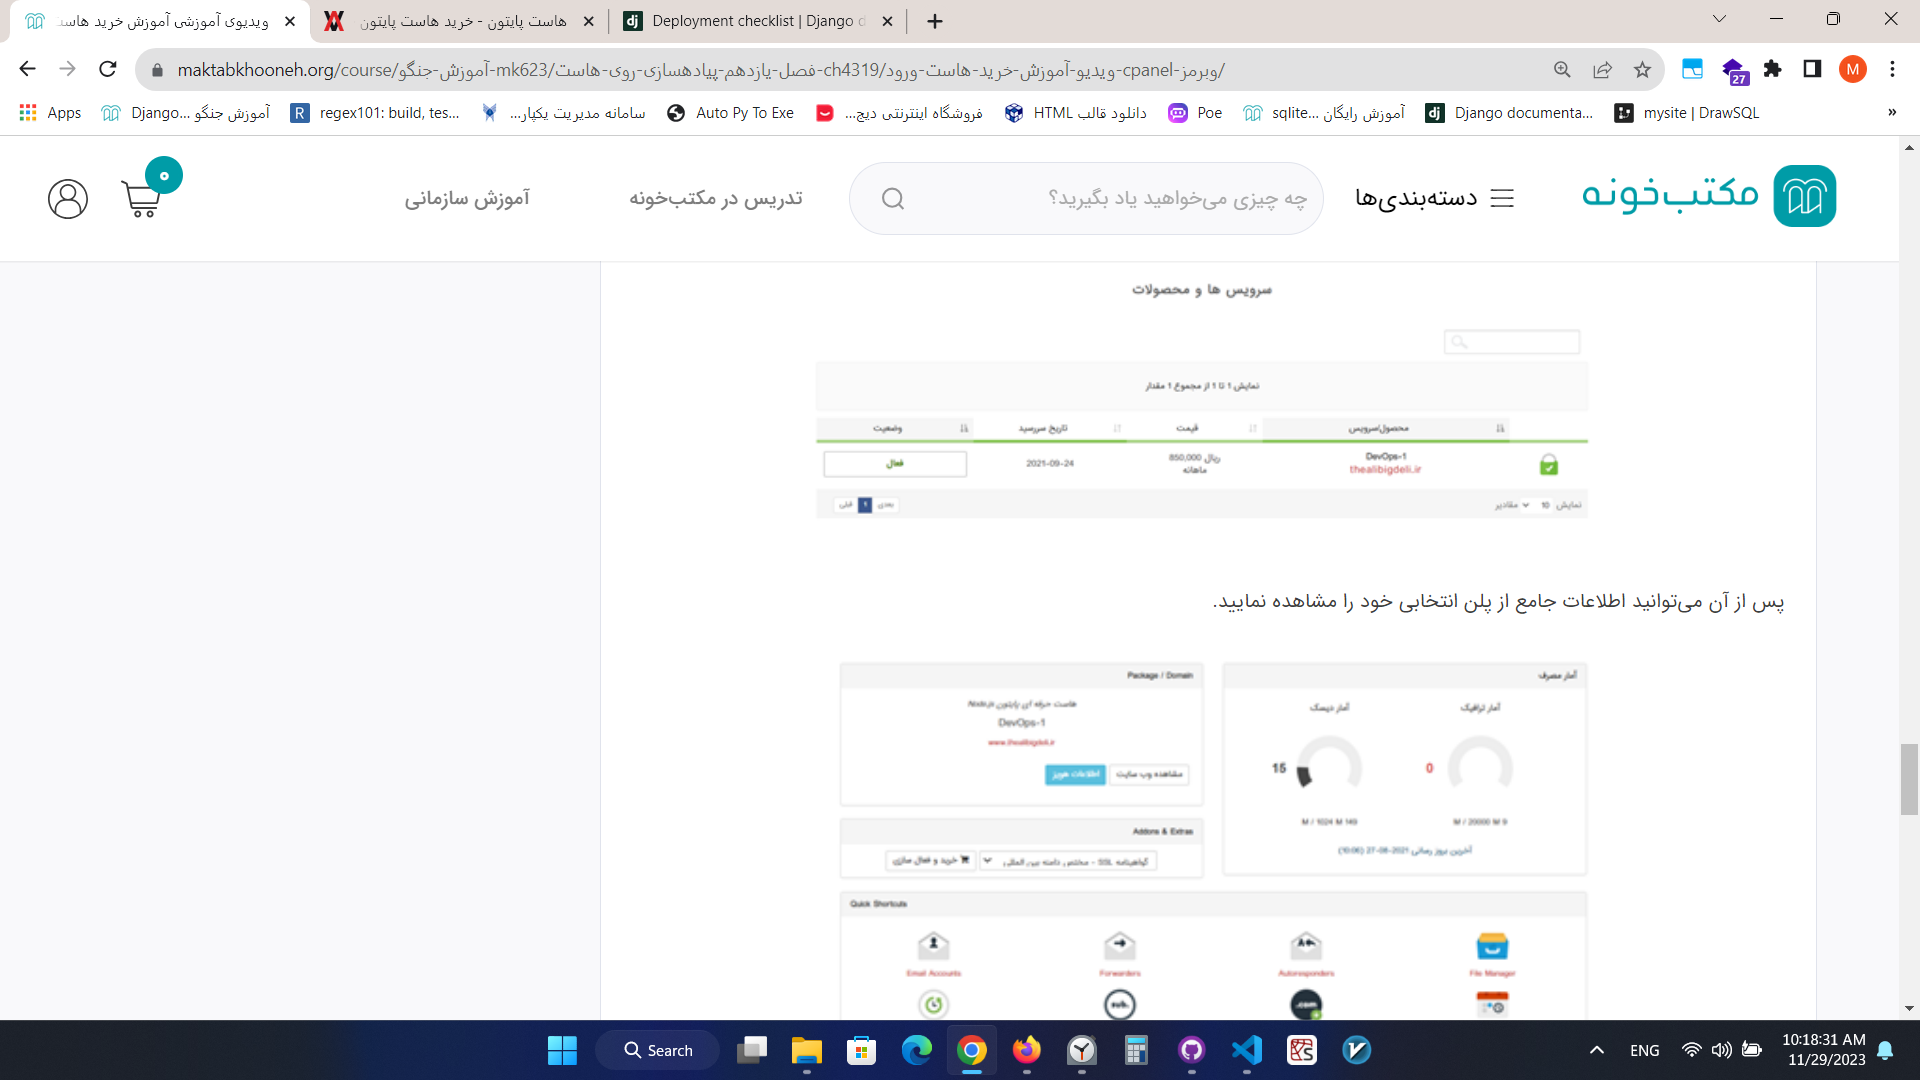 ویدیوی آموزشی آموزش خرید هاست
هاست پایتون - خرید هاست پایتون
Deployment checklist | Django d
maktabkhooneh.org/course/آموزش-جنگو-mk623/فصل-یازدهم-پیادهسازی-روی-هاست-ch4319/ویدیو-آموزش-خرید-هاست-ورود-cpanel-وبرمز/
27
M
Apps
آموزش جنگو ...Django
regex101: build, tes...
سامانه مدیریت یکپار...
Auto Py To Exe
فروشگاه اینترنتی دیج...
دانلود قالب HTML
Poe
آموزش رایگان ...sqlite
Django documenta...
mysite | DrawSQL
»
مکتب‌خونه
دسته‌بندی‌ها
چه چیزی می‌خواهید یاد بگیرید؟
تدریس در مکتب‌خونه
آموزش سازمانی
۰
سرویس ها و محصولات
نمایش 1 تا 1 از مجموع 1 مقدار
محصول/سرویس
قیمت
تاریخ سررسید
وضعیت
DevOps-1
thealibigdeli.ir
850,000 ریال
ماهانه
2021-09-24
فعال
نمایش 10 مقادیر
قبلی 1 بعدی
پس از آن می‌توانید اطلاعات جامع از پلن انتخابی خود را مشاهده نمایید.
آمار مصرف
آمار ترافیک
آمار دیسک
0
15
M / 20000 M 9
M / 1024 M 149
آخرین بروز رسانی 2021-08-27 (10:06)
Package / Domain
هاست حرفه ای پایتون Node.js
DevOps-1
www.thealibigdeli.ir
مشاهده وب سایت
اطلاعات هویز
Addons & Extras
گواهینامه SSL - مختص دامنه بین المللی
خرید و فعال سازی
Quick Shortcuts
Email Accounts
Forwarders
Autoresponders
File Manager
sub.
.com
Search
ENG
10:18:31 AM
11/29/2023